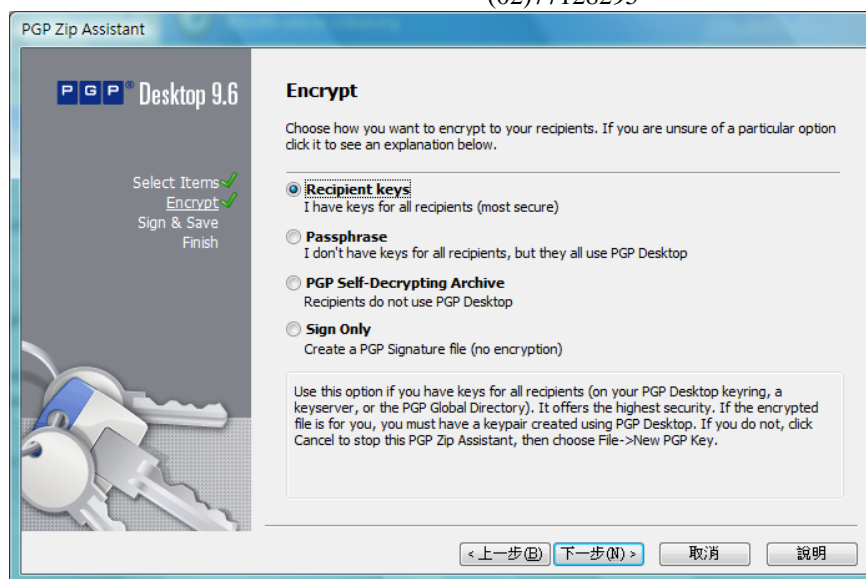 (02)77128295
PGP Zip Assistant
PGP® Desktop 9.6
Select Items
Encrypt
Sign & Save
Finish
Encrypt
Choose how you want to encrypt to your recipients. If you are unsure of a particular option
click it to see an explanation below.
Recipient keys
I have keys for all recipients (most secure)
Passphrase
I don't have keys for all recipients, but they all use PGP Desktop
PGP Self-Decrypting Archive
Recipients do not use PGP Desktop
Sign Only
Create a PGP Signature file (no encryption)
Use this option if you have keys for all recipients (on your PGP Desktop keyring, a
keyserver, or the PGP Global Directory). It offers the highest security. If the encrypted
file is for you, you must have a keypair created using PGP Desktop. If you do not, click
Cancel to stop this PGP Zip Assistant, then choose File->New PGP Key.
<上一步(B) 下一步(N)> 取消 說明